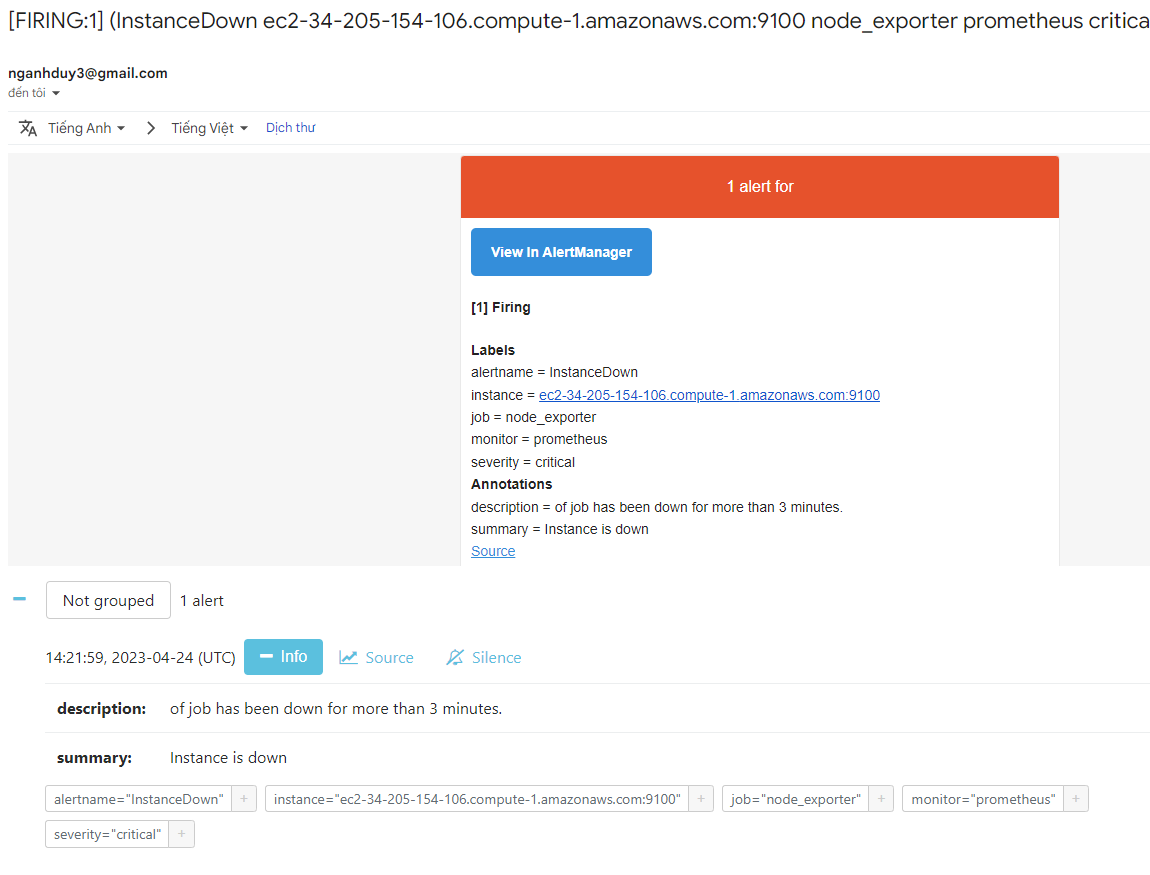 [FIRING:1] (InstanceDown ec2-34-205-154-106.compute-1.amazonaws.com:9100 node_exporter prometheus critica
nganhduy3@gmail.com
đến tôi
Tiếng Anh Tiếng Việt Dịch thư
1 alert for
View In AlertManager
[1] Firing
Labels
alertname = InstanceDown
instance = ec2-34-205-154-106.compute-1.amazonaws.com:9100
job = node_exporter
monitor = prometheus
severity = critical
Annotations
description = of job has been down for more than 3 minutes.
summary = Instance is down
Source
Not grouped 1 alert
14:21:59, 2023-04-24 (UTC) Info Source Silence
description: of job has been down for more than 3 minutes.
summary: Instance is down
alertname="InstanceDown" + instance="ec2-34-205-154-106.compute-1.amazonaws.com:9100" + job="node_exporter" + monitor="prometheus" +
severity="critical" +